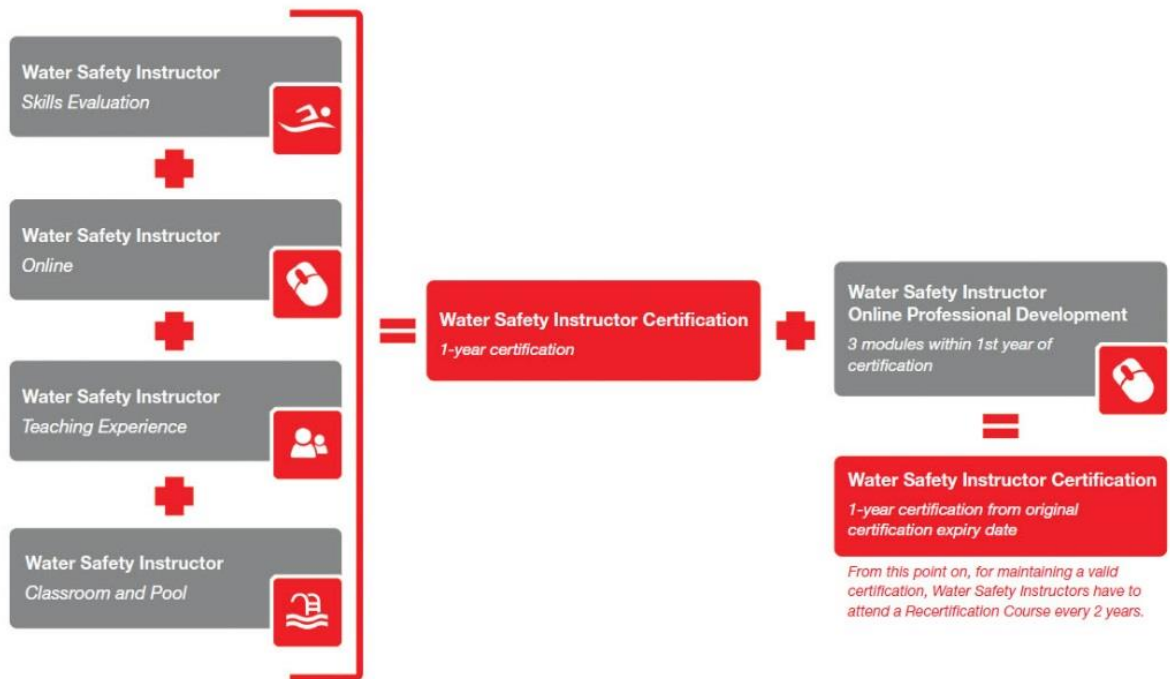 Water Safety Instructor
Skills Evaluation
Water Safety Instructor
Online
Water Safety Instructor
Teaching Experience
Water Safety Instructor
Classroom and Pool
Water Safety Instructor Certification
1-year certification
Water Safety Instructor
Online Professional Development
3 modules within 1st year of
certification
Water Safety Instructor Certification
1-year certification from original
certification expiry date
From this point on, for maintaining a valid
certification, Water Safety Instructors have to
attend a Recertification Course every 2 years.